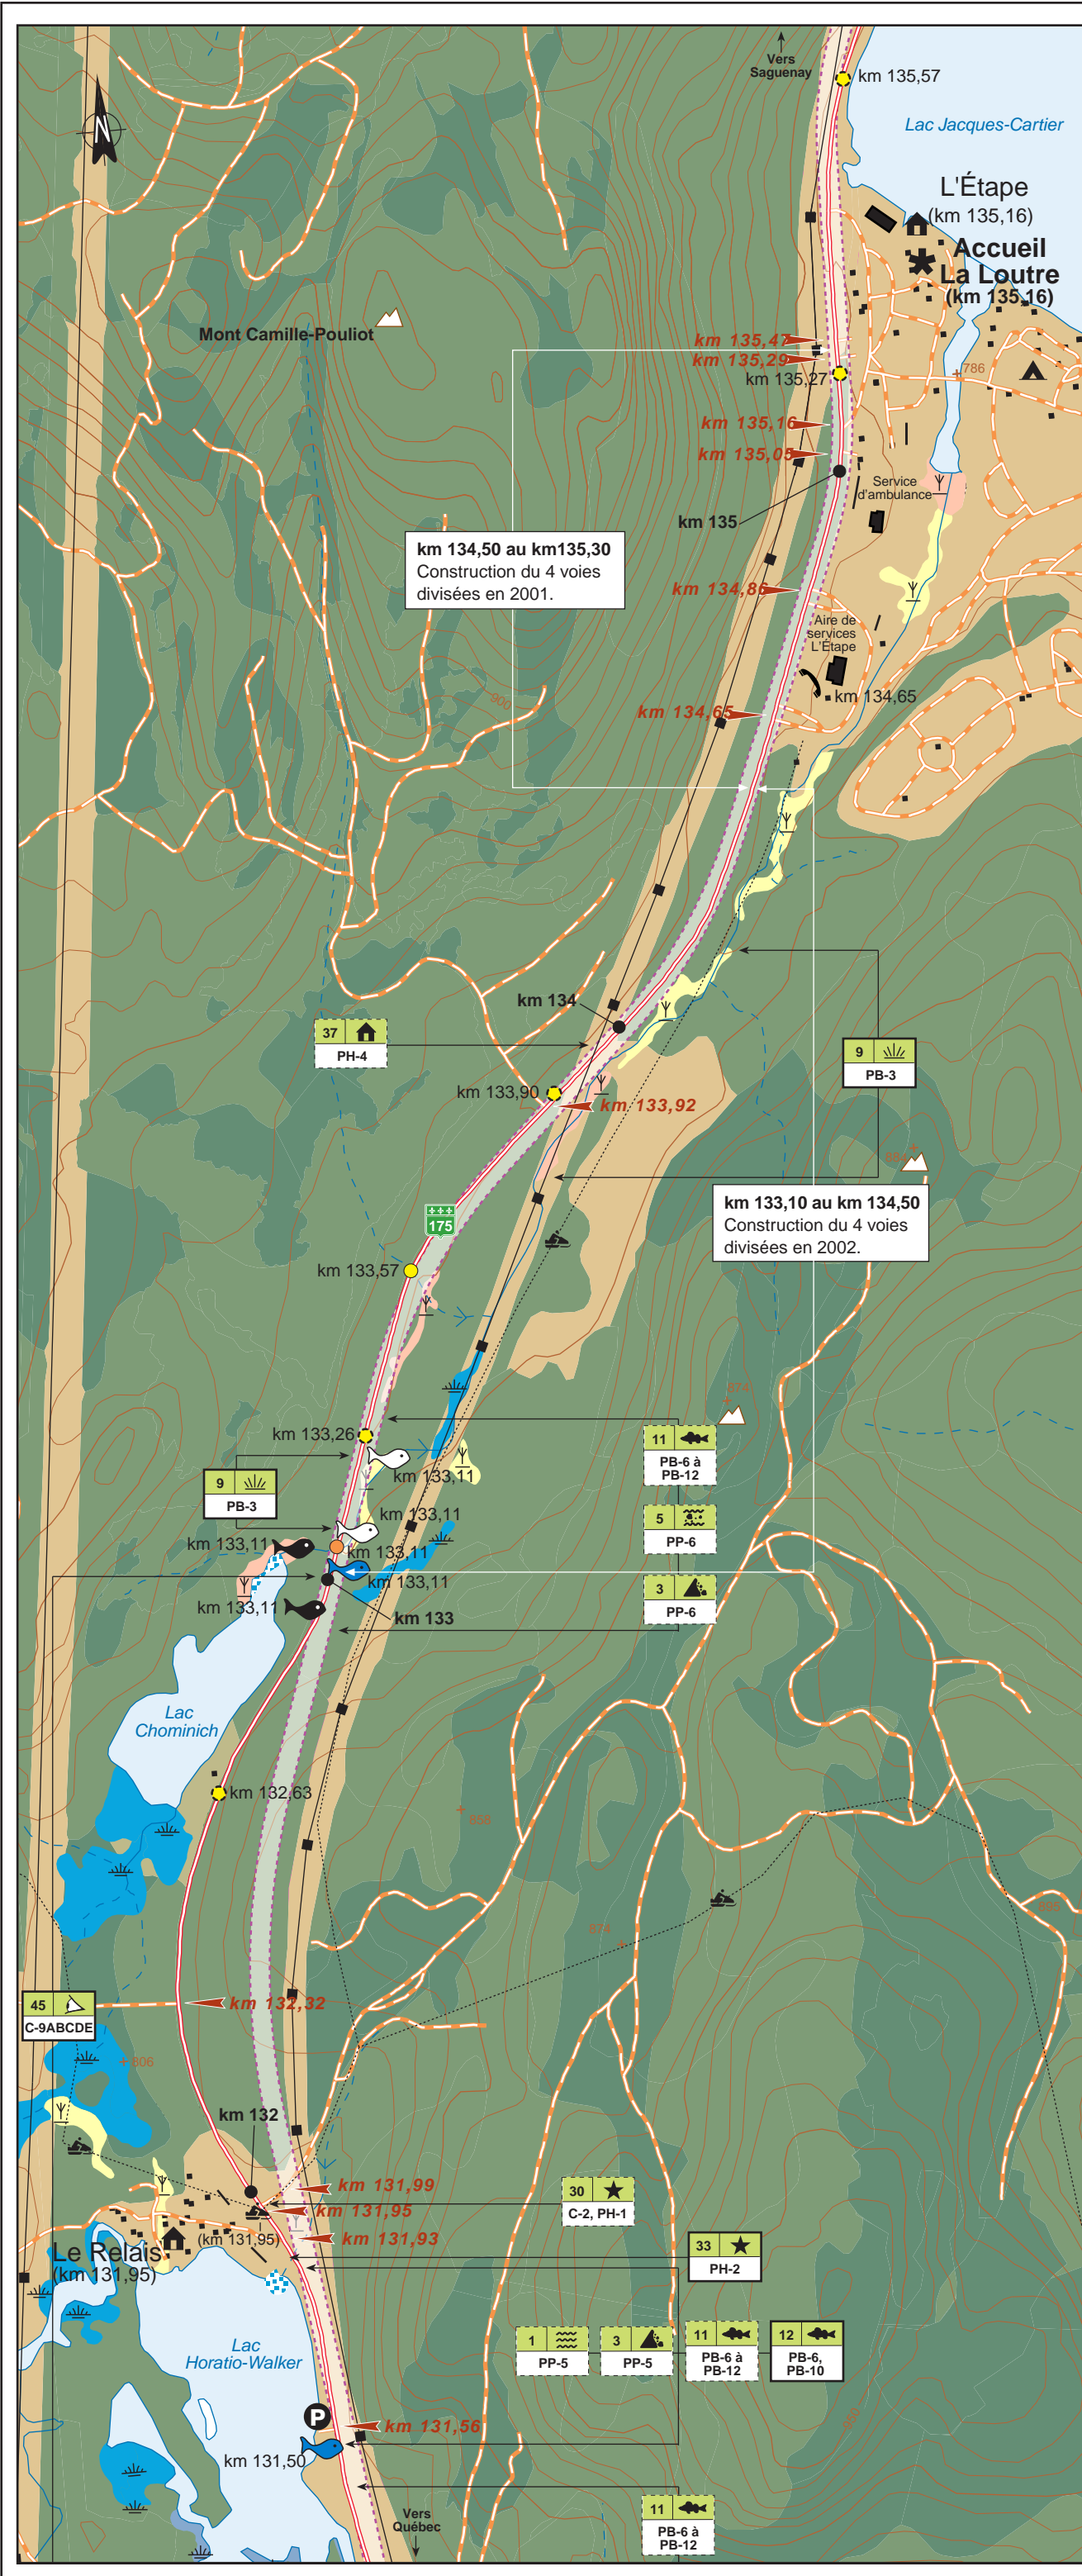 Vers
Saguenay
km 135,57
Lac Jacques-Cartier
N
L'Étape
(km 135,16)
Accueil
La Loutre
(km 135,16)
Mont Camille-Pouliot
km 135,47
km 135,29
km 135,27
786
km 135,16
km 135,05
Service
d'ambulance
km 135
km 134,50 au km135,30
Construction du 4 voies
divisées en 2001.
km 134,86
Aire de
services
L'Étape
km 134,65
900
km 134,65
km 134
37
PH-4
9
PB-3
km 133,90
km 133,92
884
km 133,10 au km 134,50
Construction du 4 voies
divisées en 2002.
175
km 133,57
874
km 133,26
11
PB-6 à
PB-12
km 133,11
9
PB-3
km 133,11
5
PP-6
km 133,11
km 133,11
km 133,11
3
PP-6
km 133,11
km 133
Lac
Chominich
km 132,63
858
895
874
45
C-9ABCDE
km 132,32
806
km 132
km 131,99
30
C-2, PH-1
km 131,95
km 131,93
(km 131,95)
Le Relais
(km 131,95)
33
PH-2
1
PP-5
3
PP-5
11
PB-6 à
PB-12
12
PB-6,
PB-10
Lac
Horatio-Walker
P
km 131,56
km 131,50
Vers
Québec
11
PB-6 à
PB-12